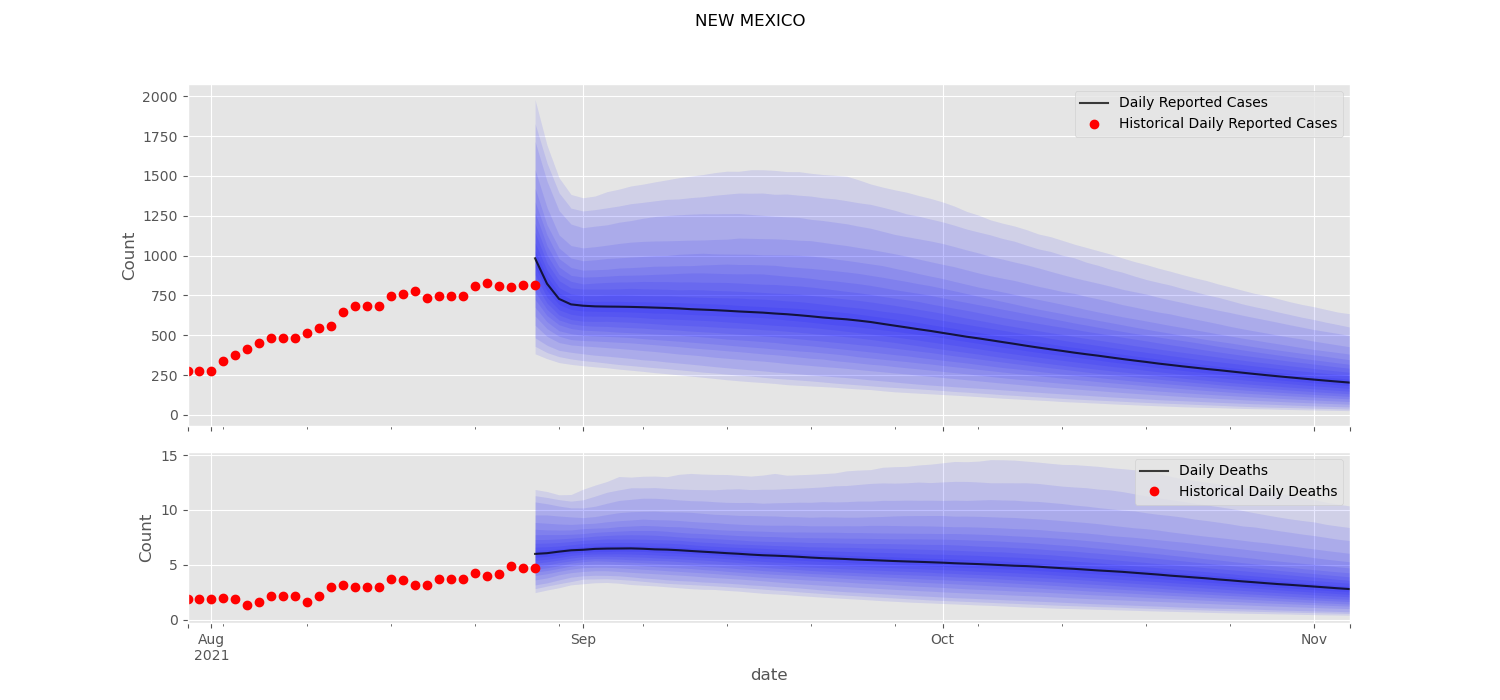 NEW MEXICO
2000
1750
1500
1250
1000
750
500
250
0
Count
Daily Reported Cases
Historical Daily Reported Cases
15
10
5
0
Count
Daily Deaths
Historical Daily Deaths
Aug
2021
Sep
Oct
Nov
date